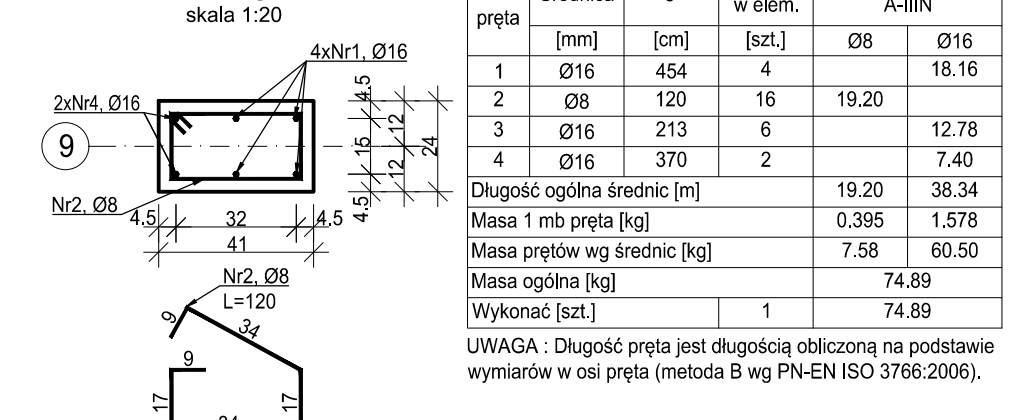 skala 1:20
4xNr1, Ø16
2xNr4, Ø16
9
Nr2, Ø8
4.5
15
4.5
12
12
24
4.5 32 4.5
41
Nr2, Ø8
L=120
9
34
9
17
17
pręta w elem. A-IIIN
[mm] [cm] [szt.] Ø8 Ø16
1 Ø16 454 4 18.16
2 Ø8 120 16 19.20
3 Ø16 213 6 12.78
4 Ø16 370 2 7.40
Długość ogólna średnic [m] 19.20 38.34
Masa 1 mb pręta [kg] 0.395 1.578
Masa prętów wg średnic [kg] 7.58 60.50
Masa ogólna [kg] 74.89
Wykonać [szt.] 1 74.89
UWAGA : Długość pręta jest długością obliczoną na podstawie
wymiarów w osi pręta (metoda B wg PN-EN ISO 3766:2006).